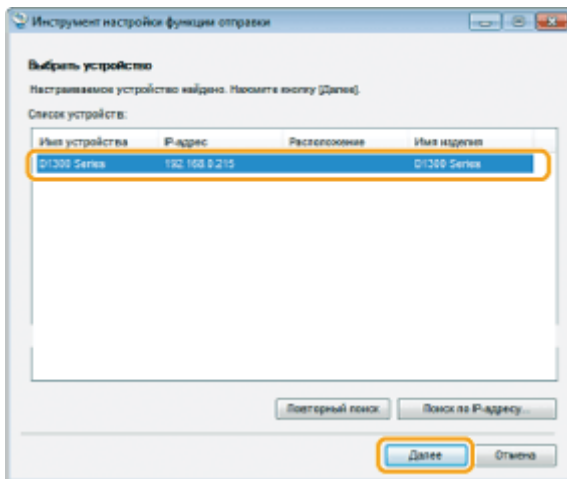 Инструмент настройки функции отправки
Выбрать устройство
Настраиваемое устройство найдено. Нажмите кнопку [Далее].
Список устройств:
Имя устройства IP-адрес Расположение Имя изделия
D1300 Series 192.168.0.215 D1300 Series
Повторный поиск Поиск по IP-адресу...
Далее Отмена